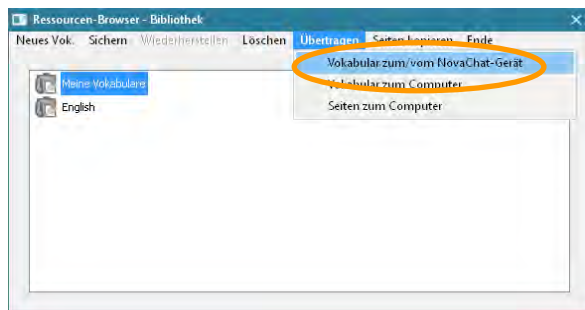 Ressourcen-Browser - Bibliothek
Neues Vok. Sichern Wiederherstellen Löschen Übertragen Seiten kopieren Ende
Vokabular zum/vom NovaChat-Gerät
Meine Vokabulare
Vokabular zum Computer
English
Seiten zum Computer